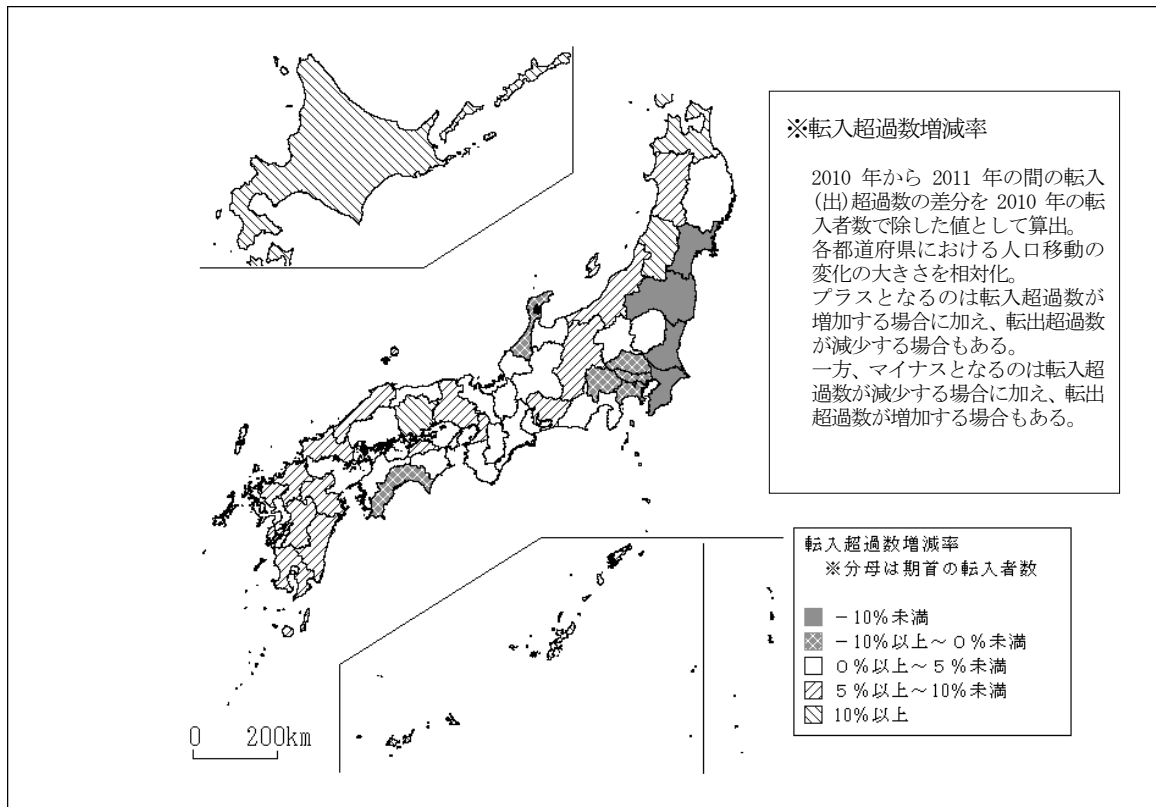 ※転入超過数増減率
2010 年から 2011 年の間の転入
(出)超過数の差分を 2010 年の転
入者数で除した値として算出。
各都道府県における人口移動の
変化の大きさを相対化。
プラスとなるのは転入超過数が
増加する場合に加え、転出超過数
が減少する場合もある。
一方、マイナスとなるのは転入超
過数が減少する場合に加え、転出
超過数が増加する場合もある。
転入超過数増減率
※分母は期首の転入者数
－10%未満
－10%以上～０%未満
０%以上～５%未満
５%以上～10%未満
10%以上
0 200km